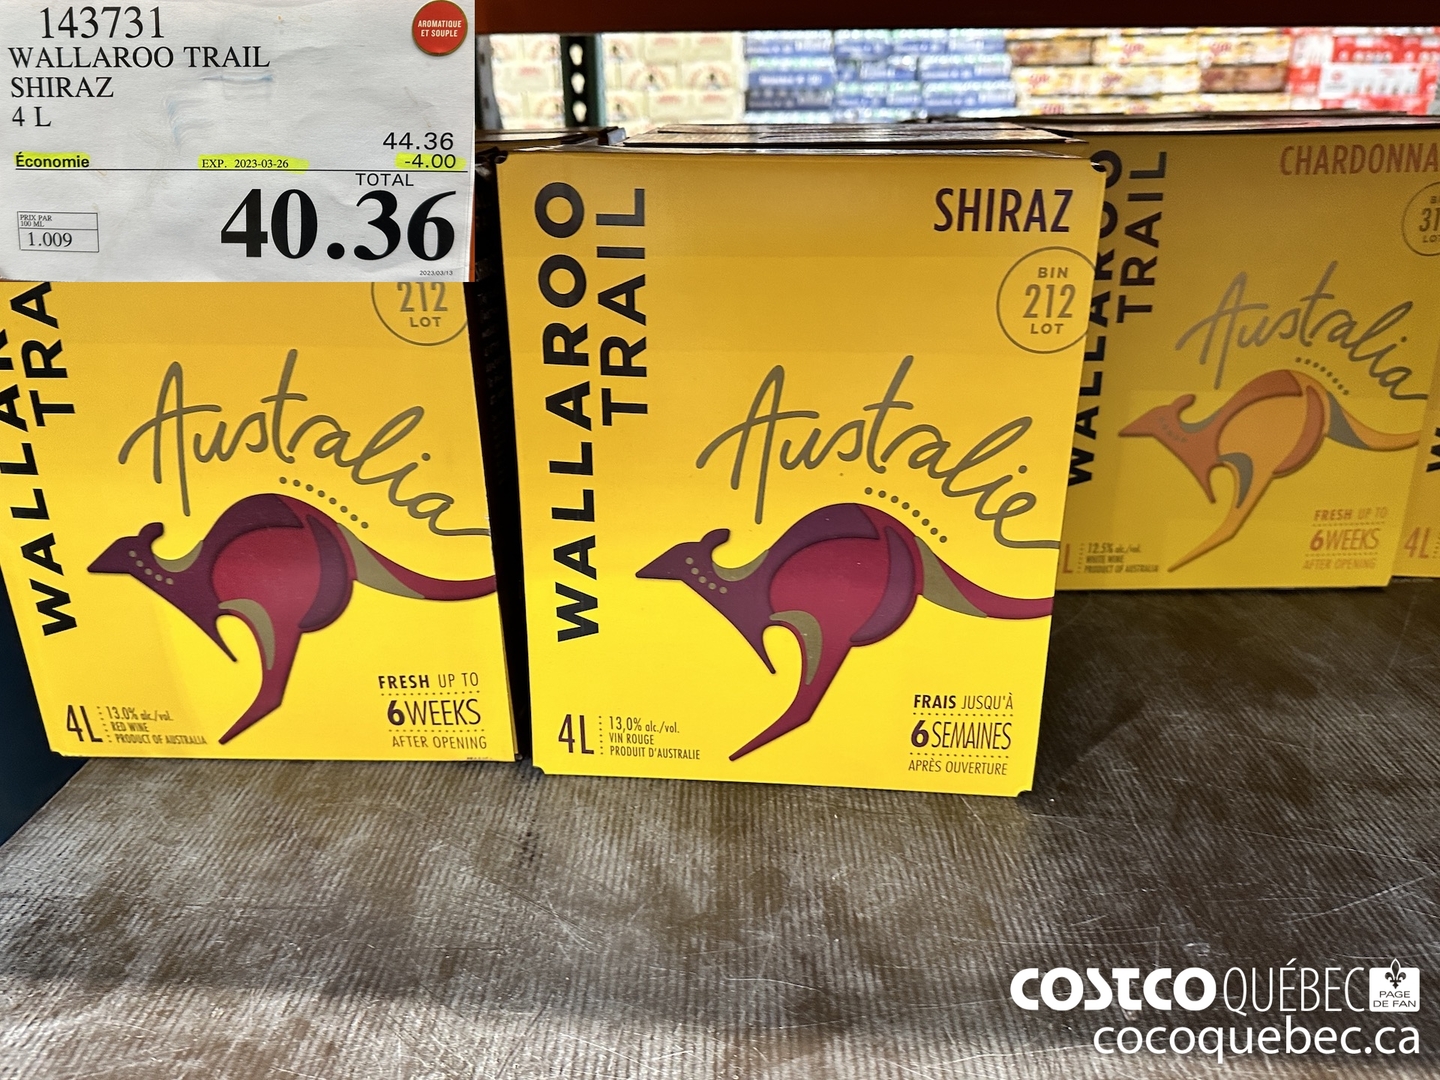 143731
WALLAROO TRAIL
SHIRAZ
4 L
AROMATIQUE
ET SOUPLE
44.36
Économie EXP. 2023-03-26 -4.00
TOTAL
40.36
PRIX PAR
100 ML
1.009
2023/03/13
212
LOT
WALLAR
TRA
Australia
4L
13.0% alc./vol.
RED WINE
PRODUCT OF AUSTRALIA
FRESH UP TO
6 WEEKS
AFTER OPENING
WALLAROO
TRAIL
SHIRAZ
BIN
212
LOT
Australie
4L
13,0% alc./vol.
VIN ROUGE
PRODUIT D'AUSTRALIE
FRAIS JUSQU'À
6 SEMAINES
APRÈS OUVERTURE
WALLAROO
TRAIL
CHARDONNA
31
LO
Australia
L
12.5% alc./vol.
WHITE WINE
PRODUCT OF AUSTRALIA
FRESH UP TO
6 WEEKS
AFTER OPENING
4L
COSTCO QUÉBEC
PAGE
DE FAN
cocoquebec.ca